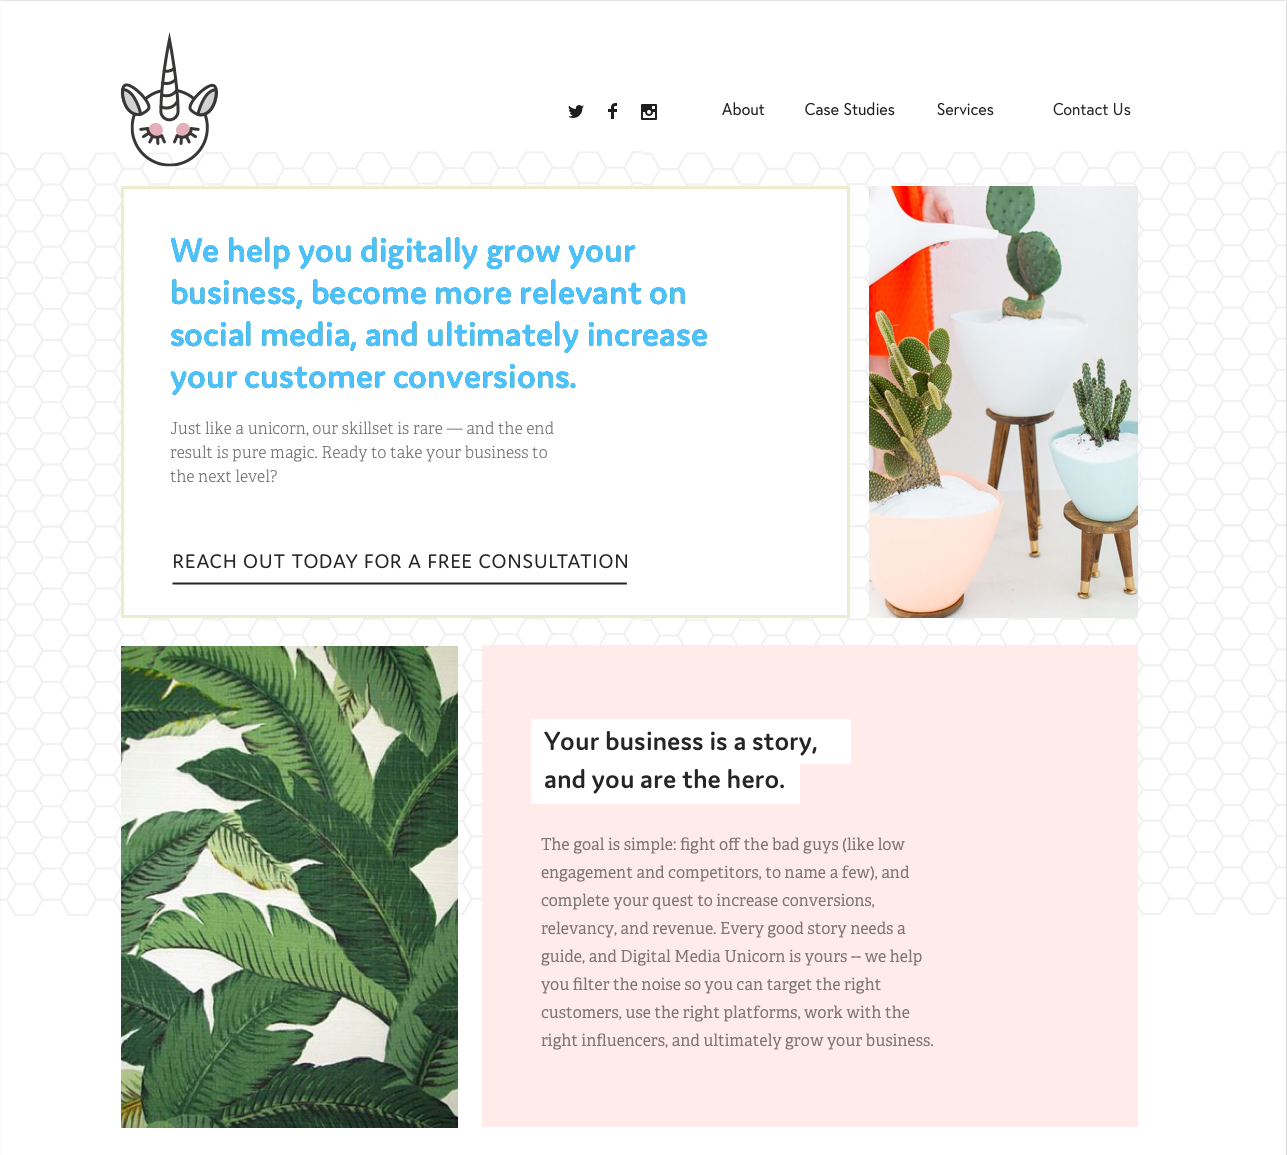 About Case Studies Services Contact Us
We help you digitally grow your
business, become more relevant on
social media, and ultimately increase
your customer conversions.
Just like a unicorn, our skillset is rare — and the end
result is pure magic. Ready to take your business to
the next level?
REACH OUT TODAY FOR A FREE CONSULTATION
Your business is a story,
and you are the hero.
The goal is simple: fight off the bad guys (like low
engagement and competitors, to name a few), and
complete your quest to increase conversions,
relevancy, and revenue. Every good story needs a
guide, and Digital Media Unicorn is yours -- we help
you filter the noise so you can target the right
customers, use the right platforms, work with the
right influencers, and ultimately grow your business.